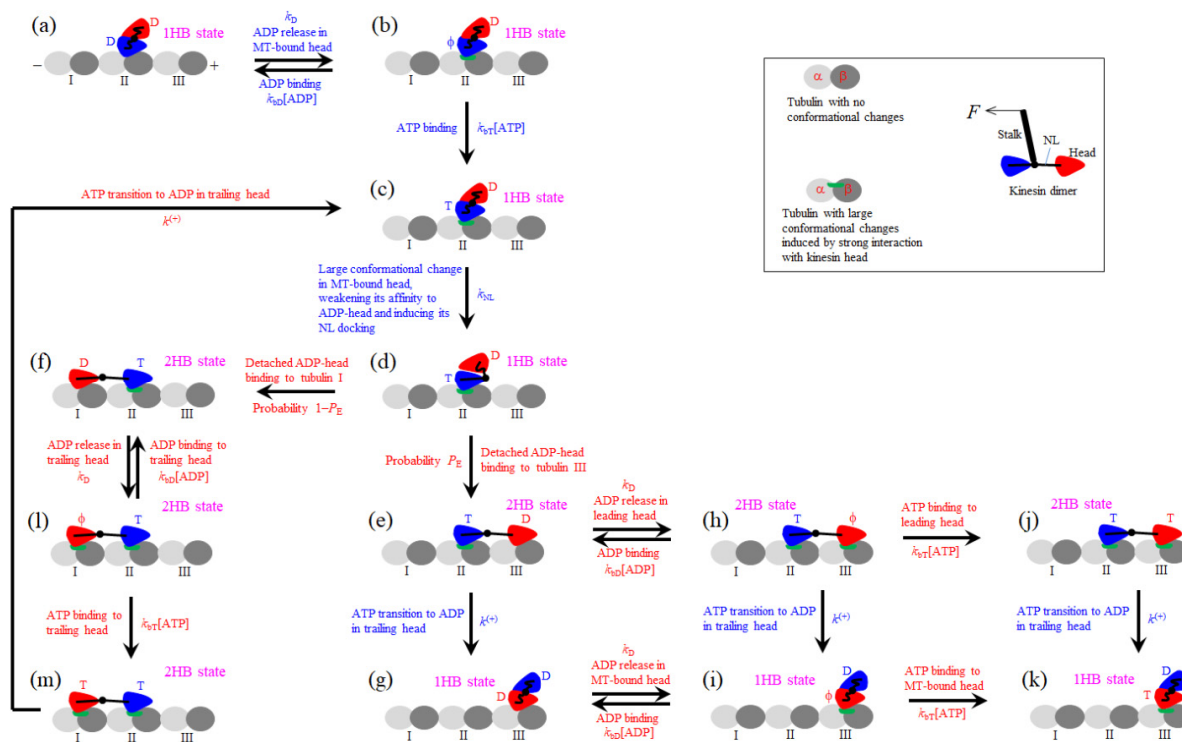 (a)
D
D
1HB state
−
+
I
II
III
k_D
ADP release in
MT-bound head
ADP binding
k_bD[ADP]
(b)
D
ϕ
1HB state
I
II
III
ATP binding
k_bT[ATP]
α
β
Tubulin with no
conformational changes
α
β
Tubulin with large
conformational changes
induced by strong interaction
with kinesin head
F
Stalk
NL
Head
Kinesin dimer
ATP transition to ADP in trailing head
k^(+)
(c)
D
T
1HB state
I
II
III
Large conformational change
in MT-bound head,
weakening its affinity to
ADP-head and inducing its
NL docking
k_NL
(f)
D
T
2HB state
I
II
III
Detached ADP-head
binding to tubulin I
Probability 1−P_E
(d)
D
T
1HB state
I
II
III
ADP release in
trailing head
k_D
ADP binding to
trailing head
k_bD[ADP]
Probability P_E
Detached ADP-head
binding to tubulin III
(l)
ϕ
T
2HB state
I
II
III
(e)
T
D
2HB state
I
II
III
k_D
ADP release in
leading head
ADP binding
k_bD[ADP]
(h)
2HB state
T
ϕ
I
II
III
ATP binding to
leading head
k_bT[ATP]
(j)
2HB state
T
T
I
II
III
ATP binding to
trailing head
k_bT[ATP]
ATP transition to ADP
in trailing head
k^(+)
ATP transition to ADP
in trailing head
k^(+)
ATP transition to ADP
in trailing head
k^(+)
(m)
T
T
2HB state
I
II
III
(g)
1HB state
D
D
I
II
III
k_D
ADP release in
MT-bound head
ADP binding
k_bD[ADP]
(i)
1HB state
D
ϕ
I
II
III
ATP binding to
MT-bound head
k_bT[ATP]
(k)
1HB state
D
T
I
II
III